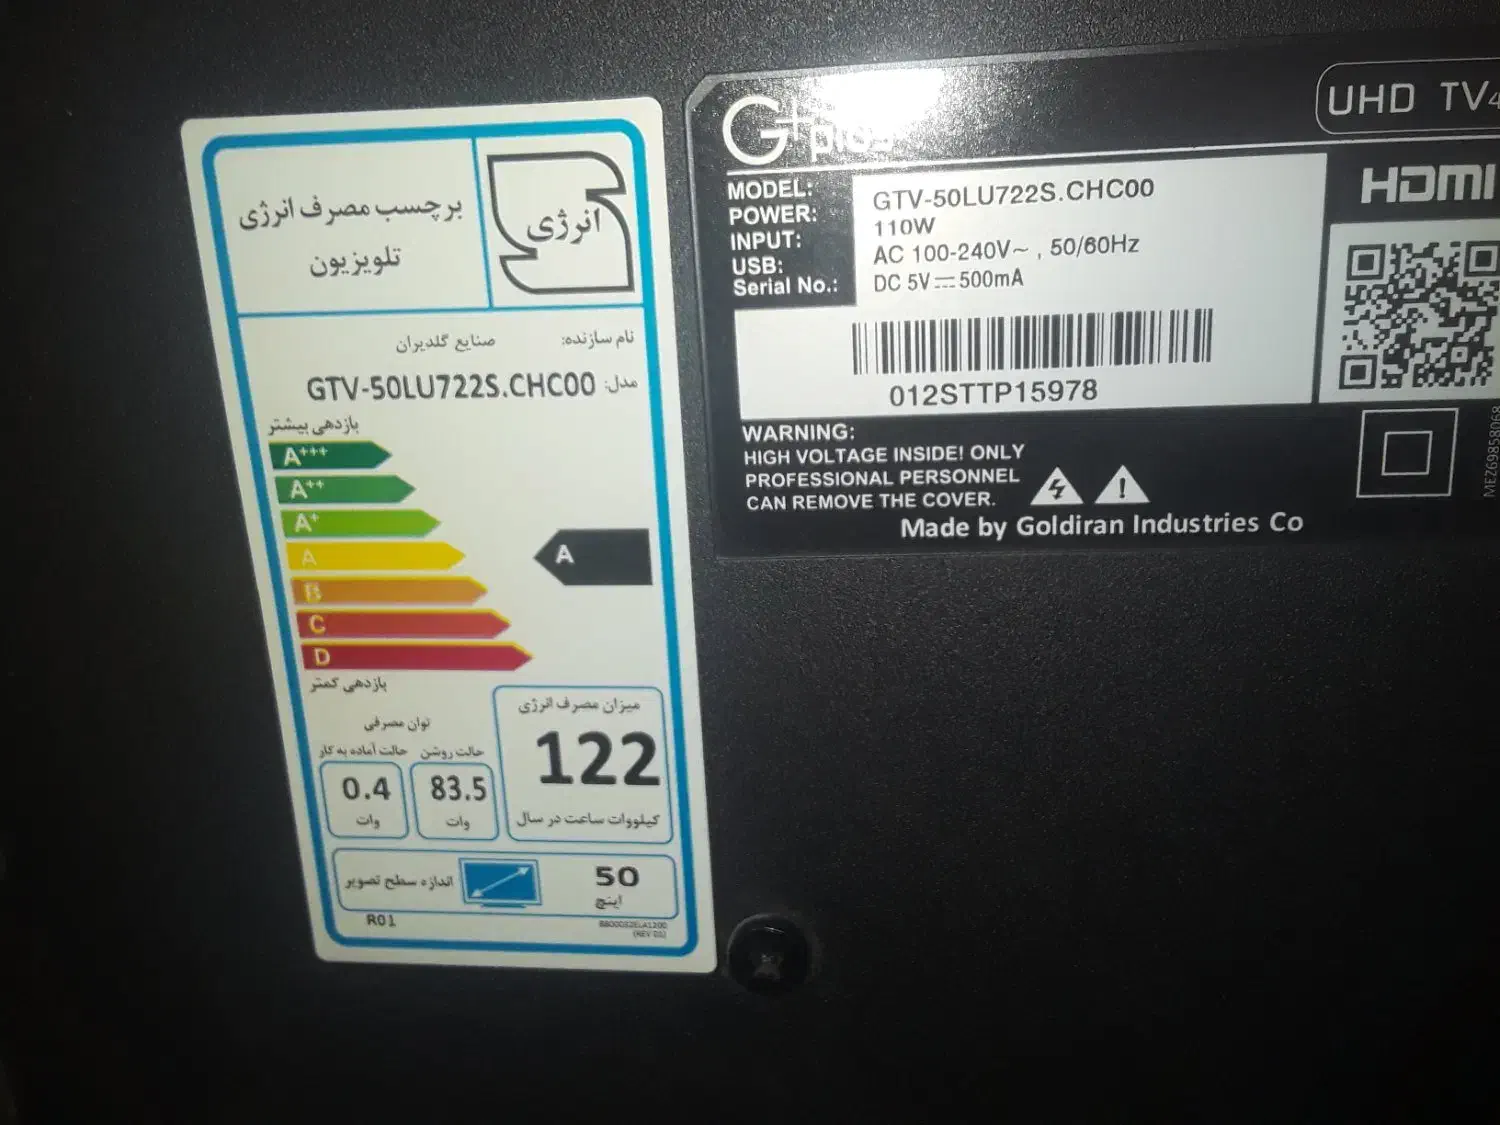 برچسب مصرف انرژی
تلویزیون
انرژی
نام سازنده: صنایع گلدیران
مدل: GTV-50LU722S.CHC00
بازدهی بیشتر
A+++
A++
A+
A
B
C
D
A
بازدهی کمتر
توان مصرفی
حالت روشن حالت آماده به کار
83.5
وات
0.4
وات
میزان مصرف انرژی
122
کیلووات ساعت در سال
50
اینچ
اندازه سطح تصویر
R01
(REV 02)
G+
plus
UHD TV
HDMI
MODEL: GTV-50LU722S.CHC00
POWER: 110W
INPUT: AC 100-240V~ , 50/60Hz
USB: DC 5V⎓500mA
Serial No.:
012STTP15978
WARNING:
HIGH VOLTAGE INSIDE! ONLY
PROFESSIONAL PERSONNEL
CAN REMOVE THE COVER.
Made by Goldiran Industries Co
MEZ69858068